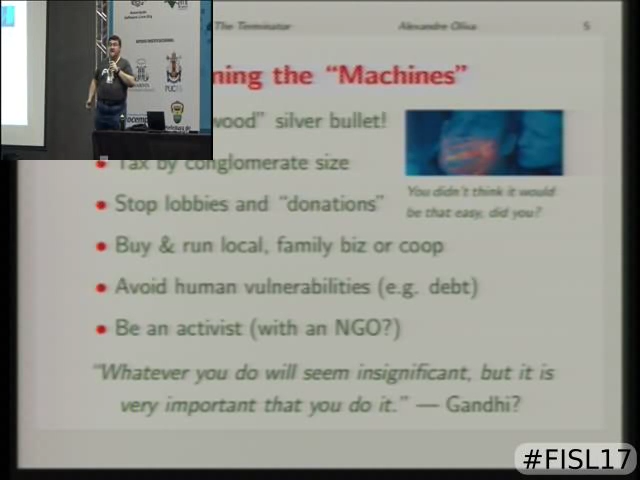 The Terminator
Alexandre Oliva
5
ming the “Machines”
wood” silver bullet!
Tax by conglomerate size
Stop lobbies and “donations”
Buy & run local, family biz or coop
Avoid human vulnerabilities (e.g. debt)
Be an activist (with an NGO?)
You didn't think it would
be that easy, did you?
“Whatever you do will seem insignificant, but it is
very important that you do it.” — Gandhi?
PUCRS
#FISL17